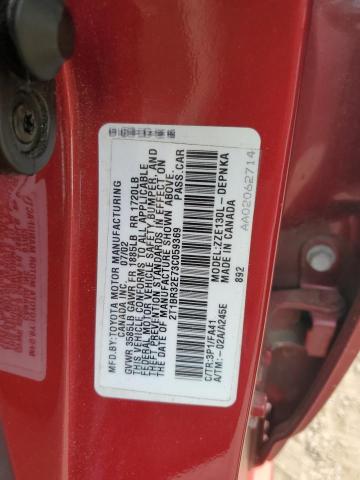 MFD.BY:TOYOTA MOTOR MANUFACTURING
CANADA INC. 07/02
GVWR 3585LB GAWR FR 1885LB RR 1720LB
THIS VEHICLE CONFORMS TO ALL APPLICABLE
FEDERAL MOTOR VEHICLE SAFETY, BUMPER, AND
THEFT PREVENTION STANDARDS IN EFFECT ON
THE DATE OF MANUFACTURE SHOWN ABOVE.
2T1BR32E73C059369 PASS.CAR
C/TR:3P1/FA41 MODEL:ZZE130L-DEPNKA
A/TM:-02A/A245E MADE IN CANADA
892
AA02062714